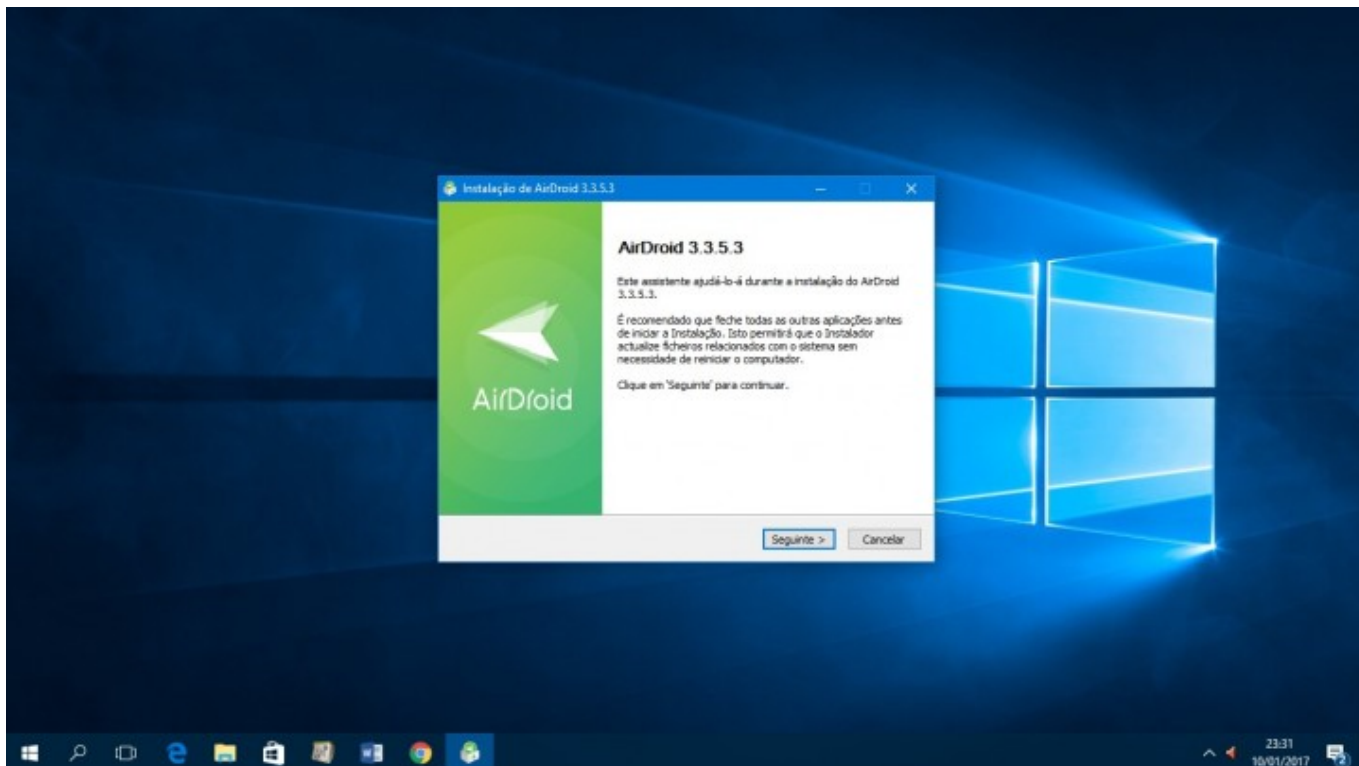 Instalação de AirDroid 3.3.5.3
AirDroid
AirDroid 3.3.5.3
Este assistente ajudá-lo-á durante a instalação do AirDroid
3.3.5.3.
É recomendado que feche todas as outras aplicações antes
de iniciar a Instalação. Isto permitirá que o Instalador
actualize ficheiros relacionados com o sistema sem
necessidade de reiniciar o computador.
Clique em 'Seguinte' para continuar.
Seguinte >
Cancelar
23:31
10/01/2017
2